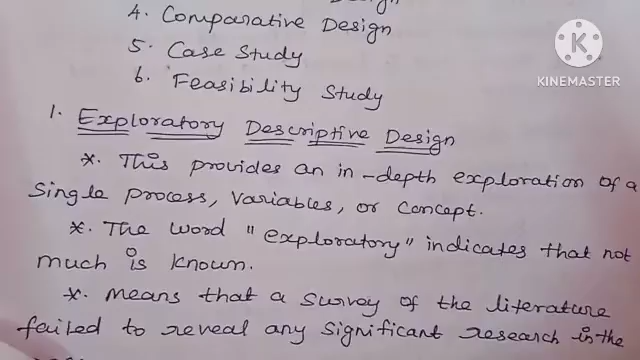 4. Comparative Design
5. Case Study
6. Feasibility Study
1. Exploratory Descriptive Design
*. This provides an in-depth exploration of a
single process, variables, or concept.
*. The word "exploratory" indicates that not
much is known.
*. Means that a survey of the literature
failed to reveal any significant research in the
K
KINEMASTER